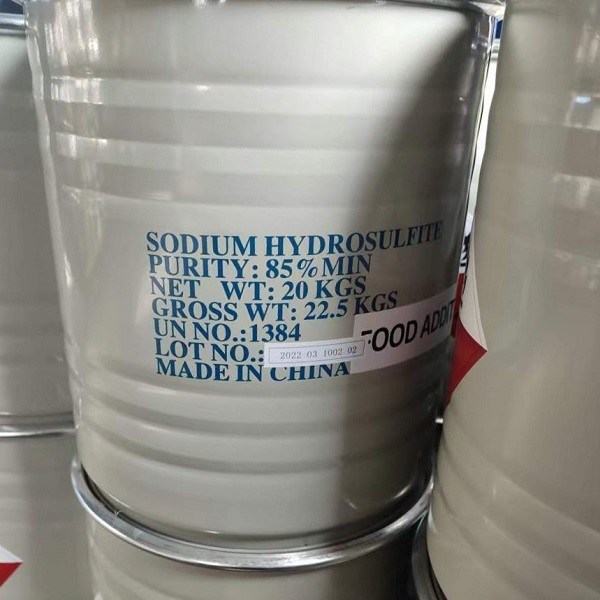 SODIUM HYDROSULFITE
PURITY: 85% MIN
NET WT: 20 KGS
GROSS WT: 22.5 KGS
UN NO.:1384
FOOD ADDIT
LOT NO.: 2022 03 1002 02
MADE IN CHINA